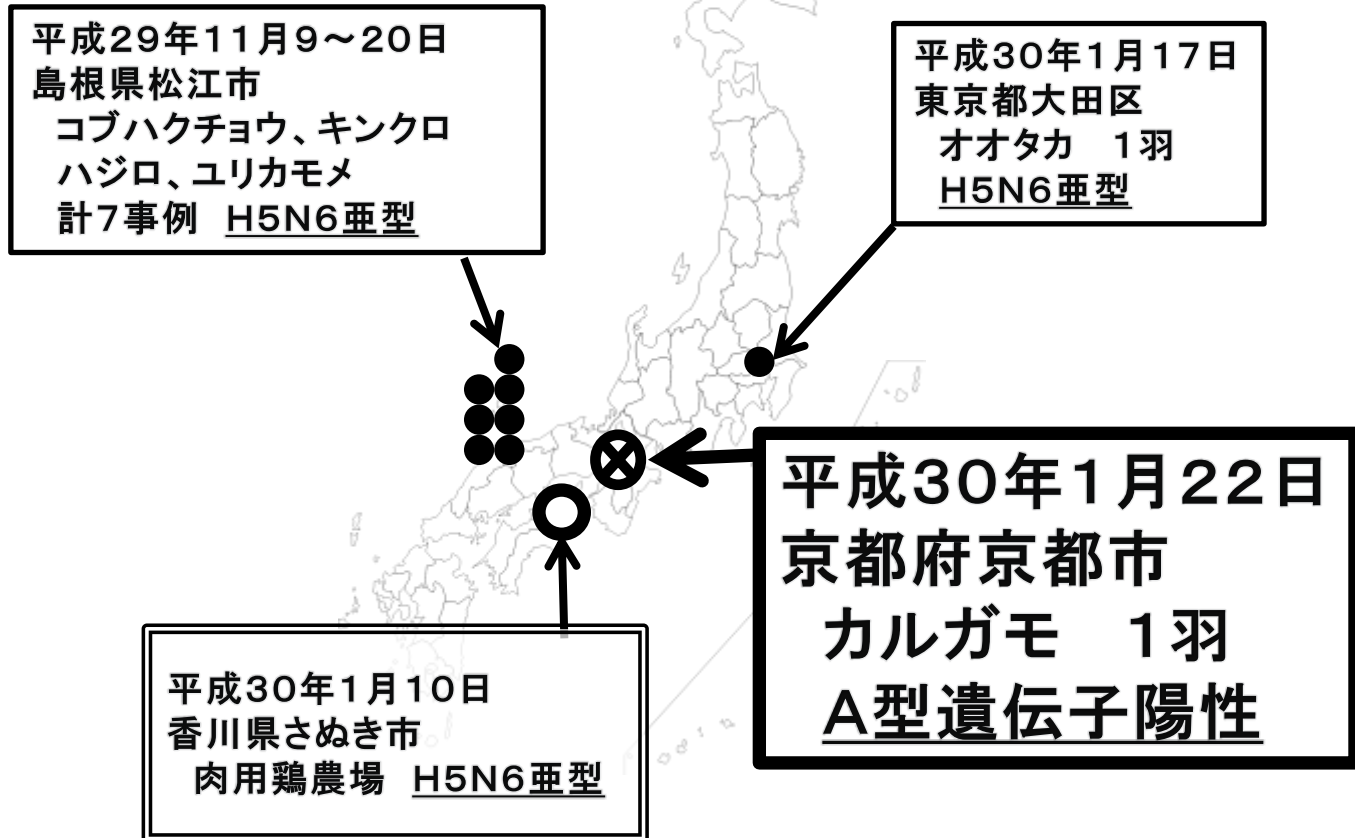 平成29年11月9～20日
島根県松江市
コブハクチョウ、キンクロ
ハジロ、ユリカモメ
計7事例　H5N6亜型
平成30年1月17日
東京都大田区
オオタカ　1羽
H5N6亜型
平成30年1月22日
京都府京都市
カルガモ　1羽
A型遺伝子陽性
平成30年1月10日
香川県さぬき市
肉用鶏農場　H5N6亜型